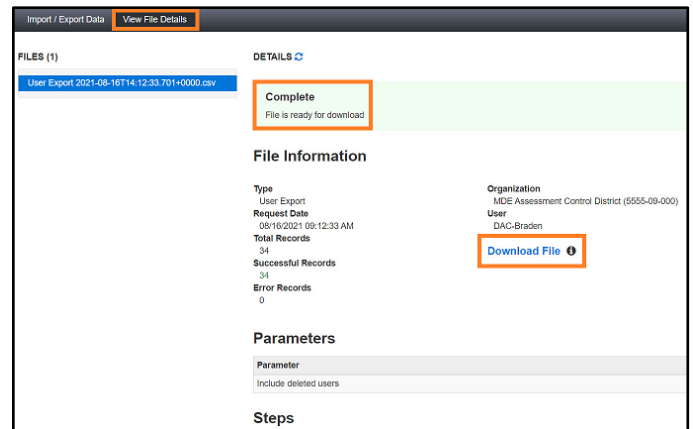 Import / Export Data View File Details
FILES (1)
User Export 2021-08-16T14:12:33.701+0000.csv
DETAILS
Complete
File is ready for download
File Information
Type
User Export
Request Date
08/16/2021 09:12:33 AM
Total Records
34
Successful Records
34
Error Records
0
Organization
MDE Assessment Control District (5555-09-000)
User
DAC-Braden
Download File
Parameters
Parameter
Include deleted users
Steps